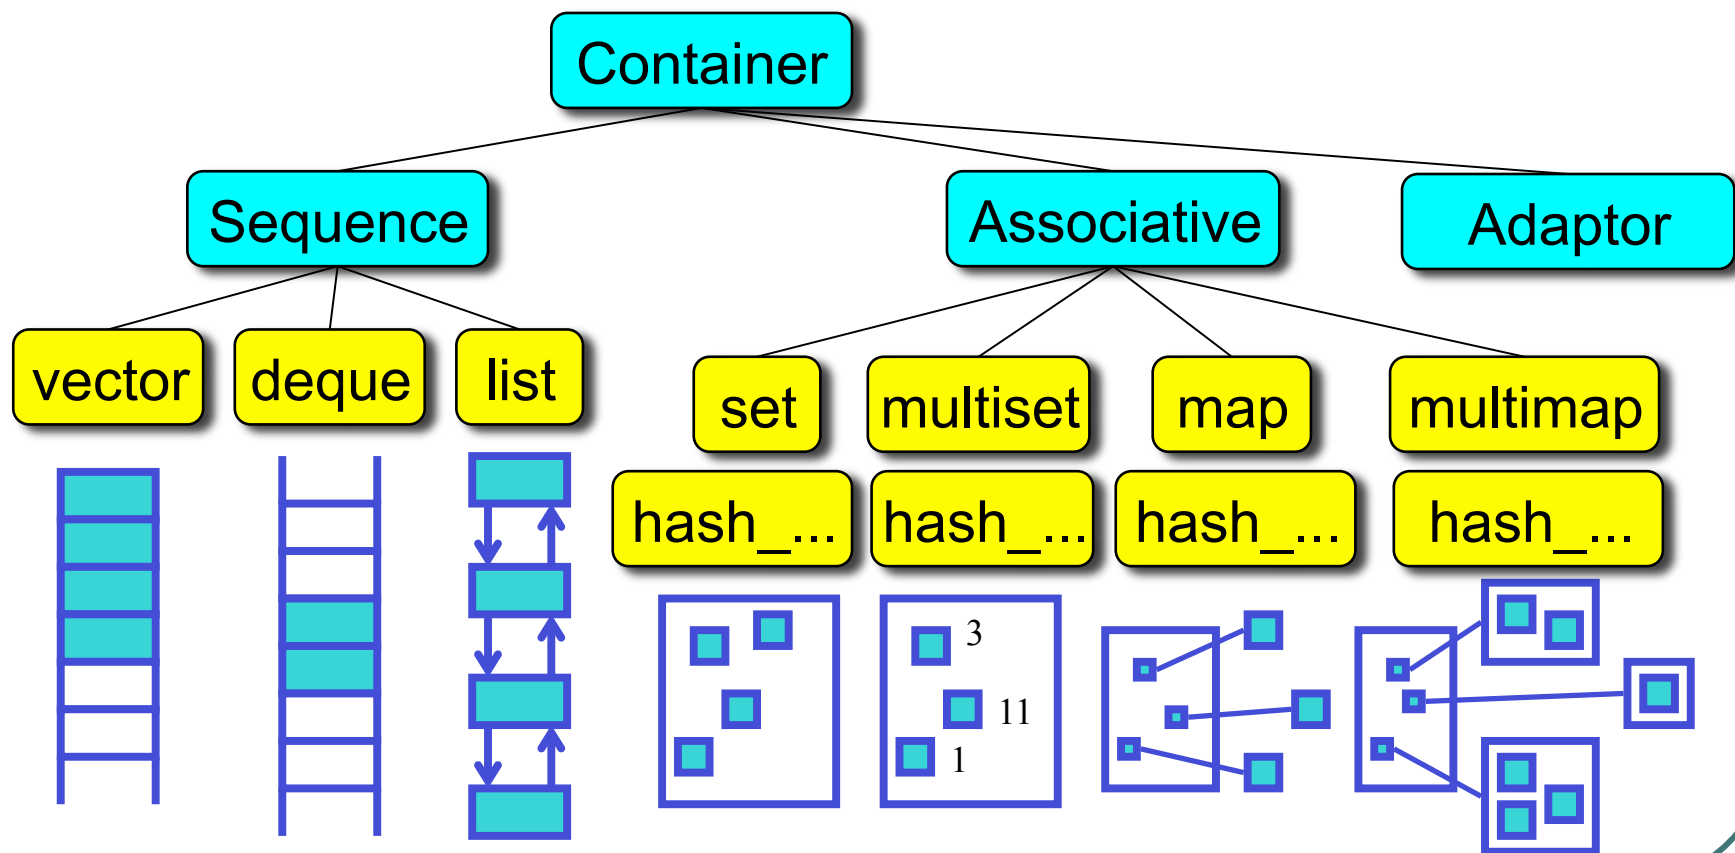 Container
Sequence
Associative
Adaptor
vector
deque
list
set
multiset
map
multimap
hash_...
hash_...
hash_...
hash_...
3
11
1